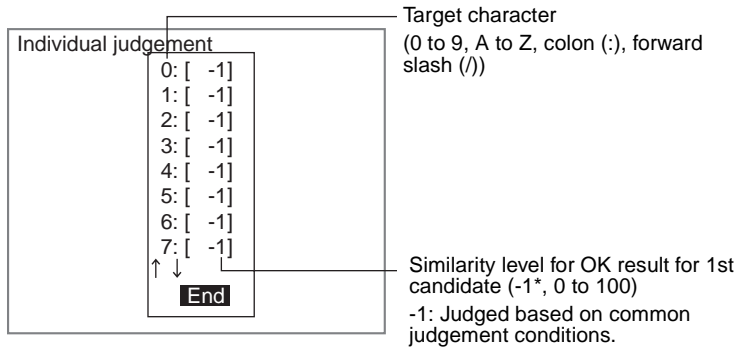 Individual judgement
0: [ -1]
1: [ -1]
2: [ -1]
3: [ -1]
4: [ -1]
5: [ -1]
6: [ -1]
7: [ -1]
↑ ↓
End
Target character
(0 to 9, A to Z, colon (:), forward
slash (/))
Similarity level for OK result for 1st
candidate (-1*, 0 to 100)
-1: Judged based on common
judgement conditions.